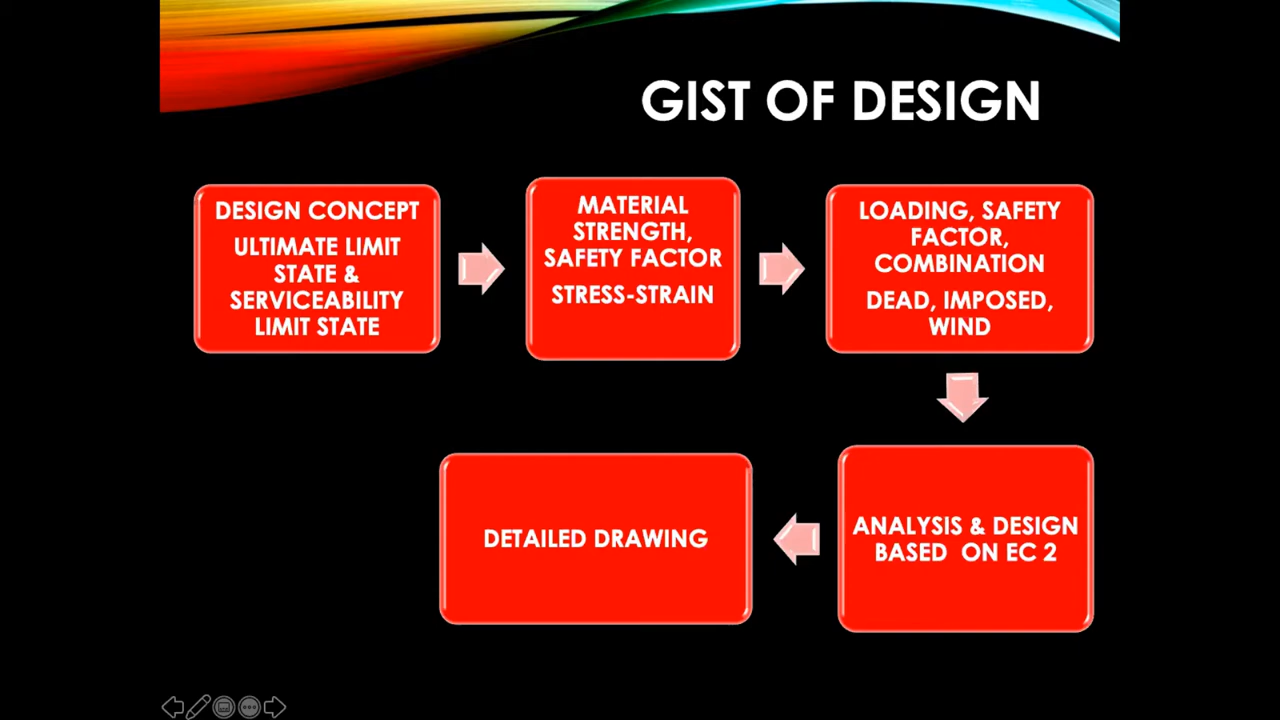 GIST OF DESIGN
DESIGN CONCEPT
ULTIMATE LIMIT
STATE &
SERVICEABILITY
LIMIT STATE
MATERIAL
STRENGTH,
SAFETY FACTOR
STRESS-STRAIN
LOADING, SAFETY
FACTOR,
COMBINATION
DEAD, IMPOSED,
WIND
ANALYSIS & DESIGN
BASED ON EC 2
DETAILED DRAWING